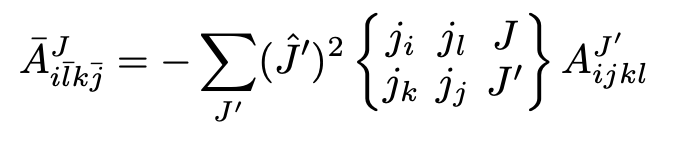 $\bar{A}^{J}_{i\bar{l}k\bar{j}} = -\sum_{J'} (\hat{J}')^2 \begin{Bmatrix} j_i & j_l & J \\ j_k & j_j & J' \end{Bmatrix} A^{J'}_{ijkl}$